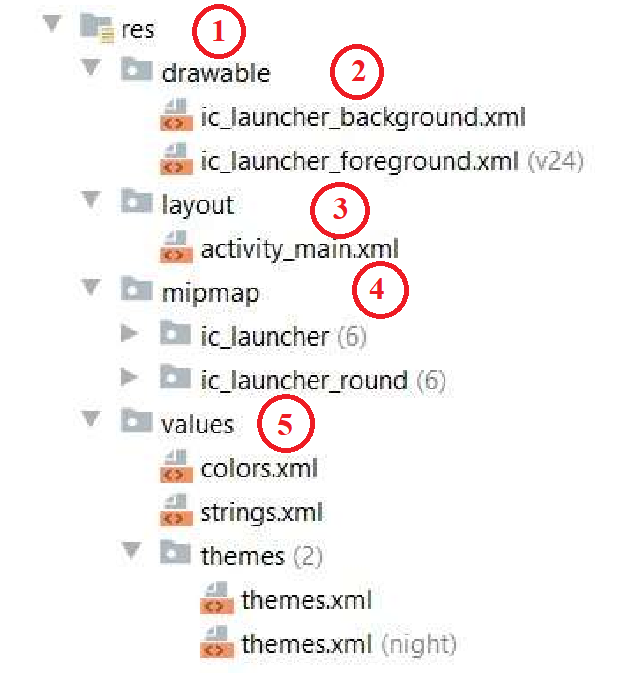 res 1
drawable 2
ic_launcher_background.xml
ic_launcher_foreground.xml (v24)
layout 3
activity_main.xml
mipmap 4
ic_launcher (6)
ic_launcher_round (6)
values 5
colors.xml
strings.xml
themes (2)
themes.xml
themes.xml (night)